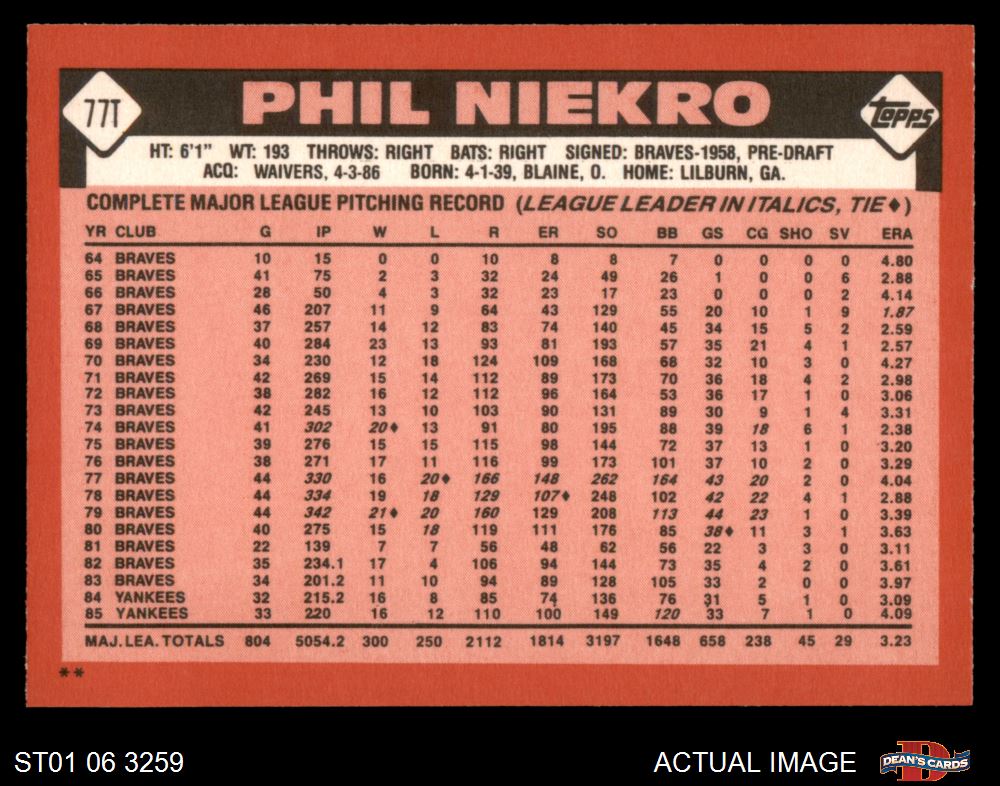 77T
PHIL NIEKRO
Topps
HT: 6'1" WT: 193 THROWS: RIGHT BATS: RIGHT SIGNED: BRAVES-1958, PRE-DRAFT
ACQ: WAIVERS, 4-3-86 BORN: 4-1-39, BLAINE, O. HOME: LILBURN, GA.
COMPLETE MAJOR LEAGUE PITCHING RECORD (LEAGUE LEADER IN ITALICS, TIE♦)
YR CLUB G IP W L R ER SO BB GS CG SHO SV ERA
64 BRAVES 10 15 0 0 10 8 8 7 0 0 0 0 4.80
65 BRAVES 41 75 2 3 32 24 49 26 1 0 0 6 2.88
66 BRAVES 28 50 4 3 32 23 17 23 0 0 0 2 4.14
67 BRAVES 46 207 11 9 64 43 129 55 20 10 1 9 1.87
68 BRAVES 37 257 14 12 83 74 140 45 34 15 5 2 2.59
69 BRAVES 40 284 23 13 93 81 193 57 35 21 4 1 2.57
70 BRAVES 34 230 12 18 124 109 168 68 32 10 3 0 4.27
71 BRAVES 42 269 15 14 112 89 173 70 36 18 4 2 2.98
72 BRAVES 38 282 16 12 112 96 164 53 36 17 1 0 3.06
73 BRAVES 42 245 13 10 103 90 131 89 30 9 1 4 3.31
74 BRAVES 41 302 20♦ 13 91 80 195 88 39 18 6 1 2.38
75 BRAVES 39 276 15 15 115 98 144 72 37 13 1 0 3.20
76 BRAVES 38 271 17 11 116 99 173 101 37 10 2 0 3.29
77 BRAVES 44 330 16 20♦ 166 148 262 164 43 20 2 0 4.04
78 BRAVES 44 334 19 18 129 107♦ 248 102 42 22 4 1 2.88
79 BRAVES 44 342 21♦ 20 160 129 208 113 44 23 1 0 3.39
80 BRAVES 40 275 15 18 119 111 176 85 38♦ 11 3 1 3.63
81 BRAVES 22 139 7 7 56 48 62 56 22 3 3 0 3.11
82 BRAVES 35 234.1 17 4 106 94 144 73 35 4 2 0 3.61
83 BRAVES 34 201.2 11 10 94 89 128 105 33 2 0 0 3.97
84 YANKEES 32 215.2 16 8 85 74 136 76 31 5 1 0 3.09
85 YANKEES 33 220 16 12 110 100 149 120 33 7 1 0 4.09
MAJ. LEA. TOTALS 804 5054.2 300 250 2112 1814 3197 1648 658 238 45 29 3.23
**
ST01 06 3259
ACTUAL IMAGE
D
DEAN'S CARDS